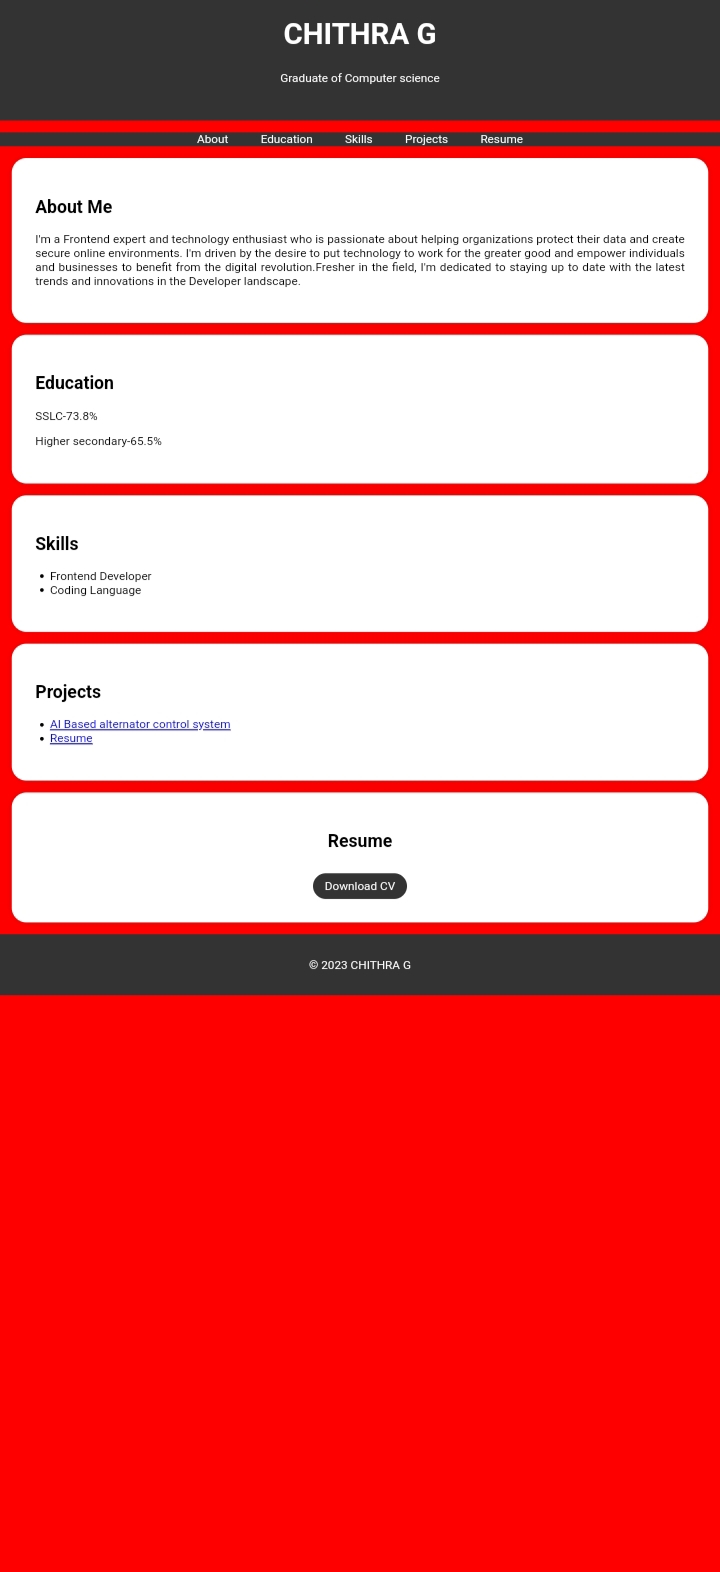 CHITHRA G
Graduate of Computer science
About Education Skills Projects Resume
About Me
I'm a Frontend expert and technology enthusiast who is passionate about helping organizations protect their data and create
secure online environments. I'm driven by the desire to put technology to work for the greater good and empower individuals
and businesses to benefit from the digital revolution.Fresher in the field, I'm dedicated to staying up to date with the latest
trends and innovations in the Developer landscape.
Education
SSLC-73.8%
Higher secondary-65.5%
Skills
• Frontend Developer
• Coding Language
Projects
• AI Based alternator control system
• Resume
Resume
Download CV
© 2023 CHITHRA G